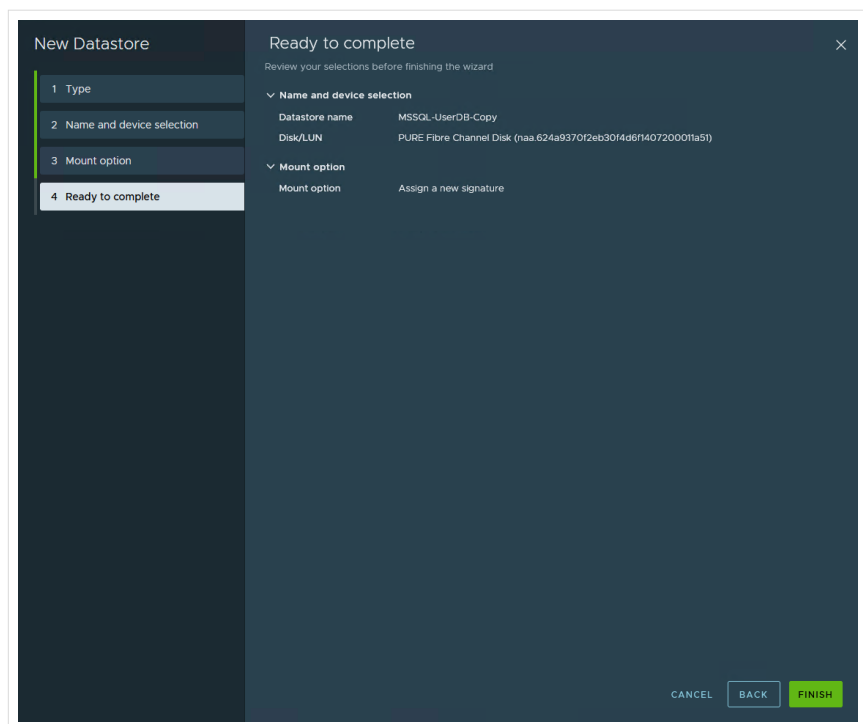 New Datastore
1 Type
2 Name and device selection
3 Mount option
4 Ready to complete
Ready to complete
Review your selections before finishing the wizard
Name and device selection
Datastore name MSSQL-UserDB-Copy
Disk/LUN PURE Fibre Channel Disk (naa.624a9370f2eb30f4d6f1407200011a51)
Mount option
Mount option Assign a new signature
CANCEL BACK FINISH